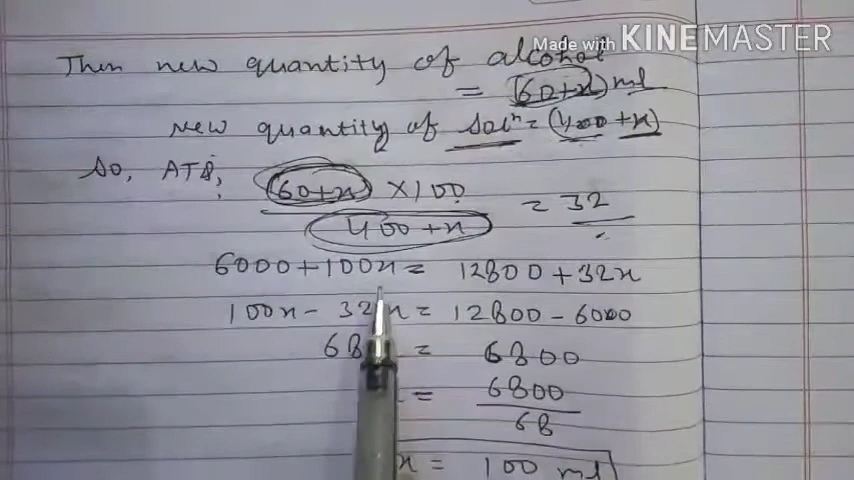 Made with KINEMASTER
Then new quantity of alcohol
= (60+x) ml
new quantity of solⁿ = (400 + x)
So, ATQ,
(60+x) × 100
400 + x
= 32
6000 + 100x = 12800 + 32x
100x - 32x = 12800 - 6000
68 = 6800
= 6800
68
x = 100 ml